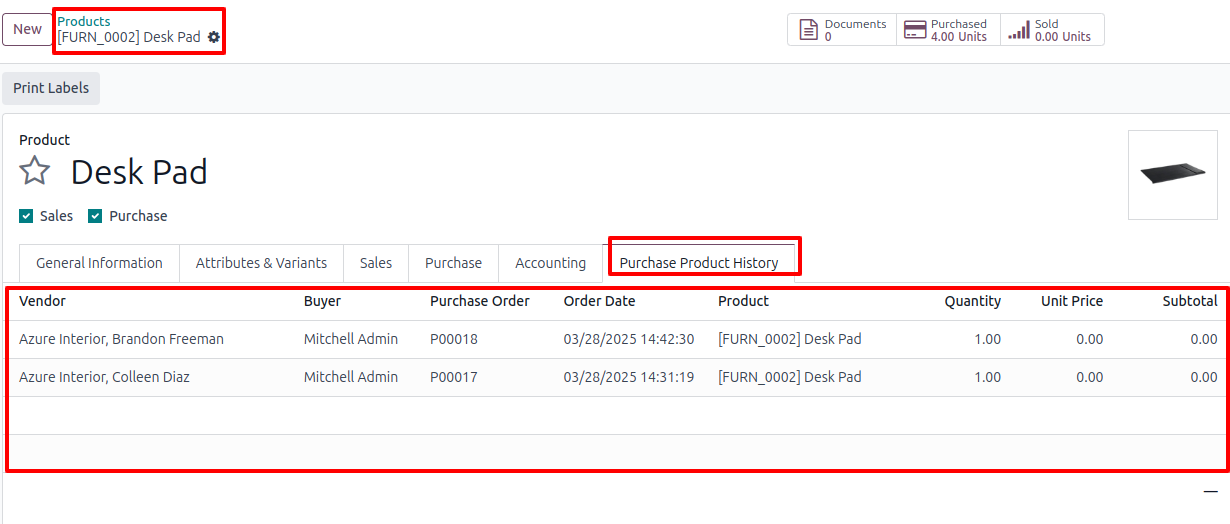 New
Products
[FURN_0002] Desk Pad
Documents
0
Purchased
4.00 Units
Sold
0.00 Units
Print Labels
Product
Desk Pad
Sales Purchase
General Information Attributes & Variants Sales Purchase Accounting Purchase Product History
Vendor Buyer Purchase Order Order Date Product Quantity Unit Price Subtotal
Azure Interior, Brandon Freeman Mitchell Admin P00018 03/28/2025 14:42:30 [FURN_0002] Desk Pad 1.00 0.00 0.00
Azure Interior, Colleen Diaz Mitchell Admin P00017 03/28/2025 14:31:19 [FURN_0002] Desk Pad 1.00 0.00 0.00